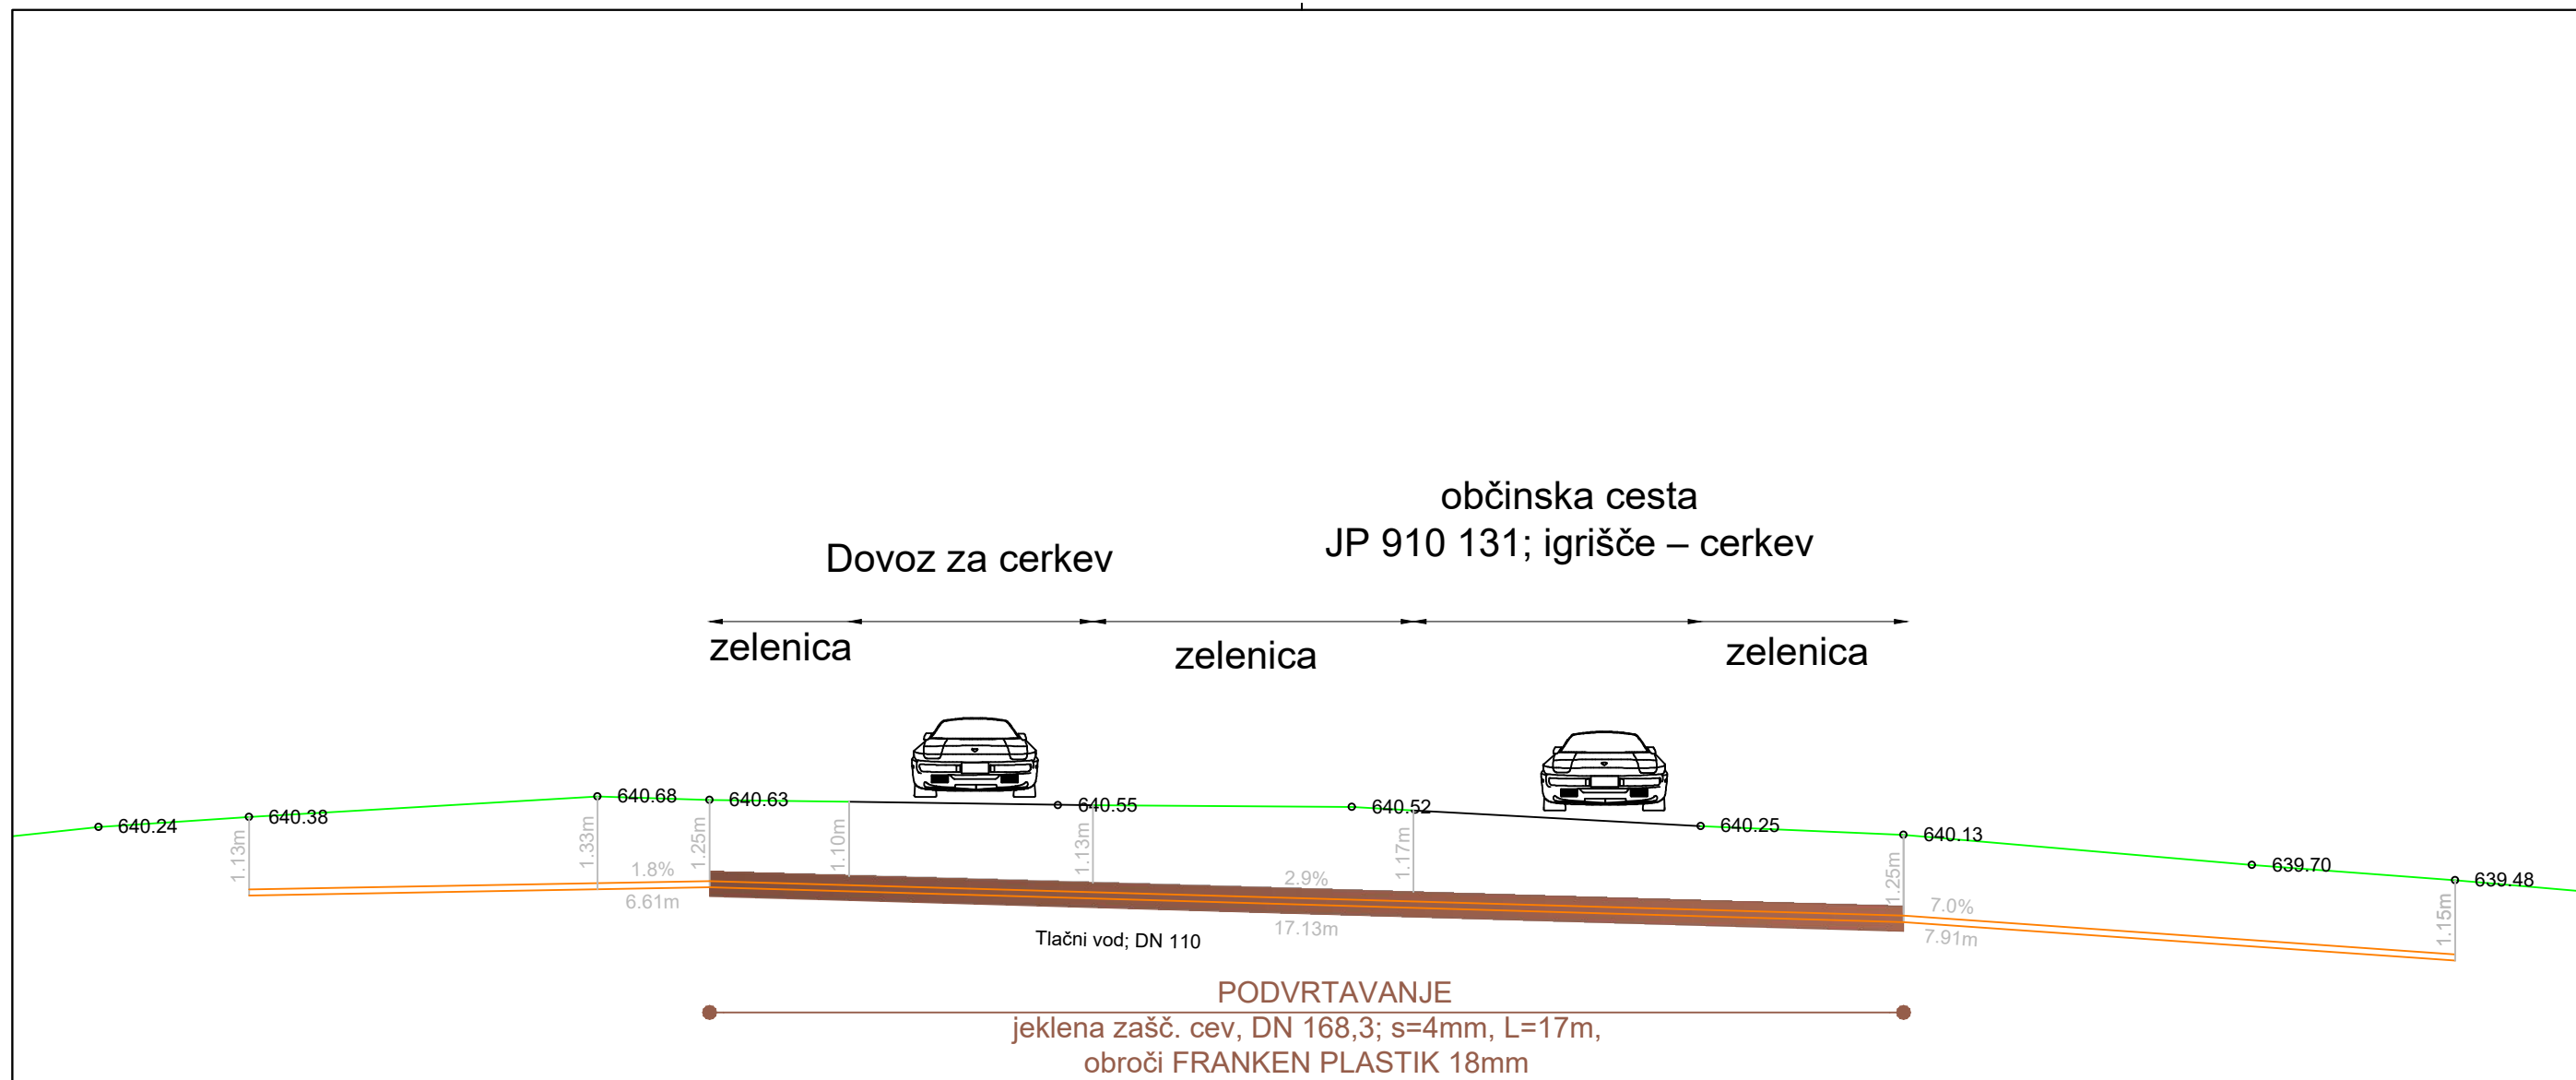 občinska cesta
JP 910 131; igrišče – cerkev
Dovoz za cerkev
zelenica
zelenica
zelenica
640.24
640.38
640.68
640.63
640.55
640.52
640.25
640.13
639.70
639.48
1.13m
1.33m
1.25m
1.10m
1.13m
1.17m
1.25m
1.15m
1.8%
6.61m
2.9%
17.13m
7.0%
7.91m
Tlačni vod; DN 110
PODVRTAVANJE
jeklena zašč. cev, DN 168,3; s=4mm, L=17m,
obroči FRANKEN PLASTIK 18mm